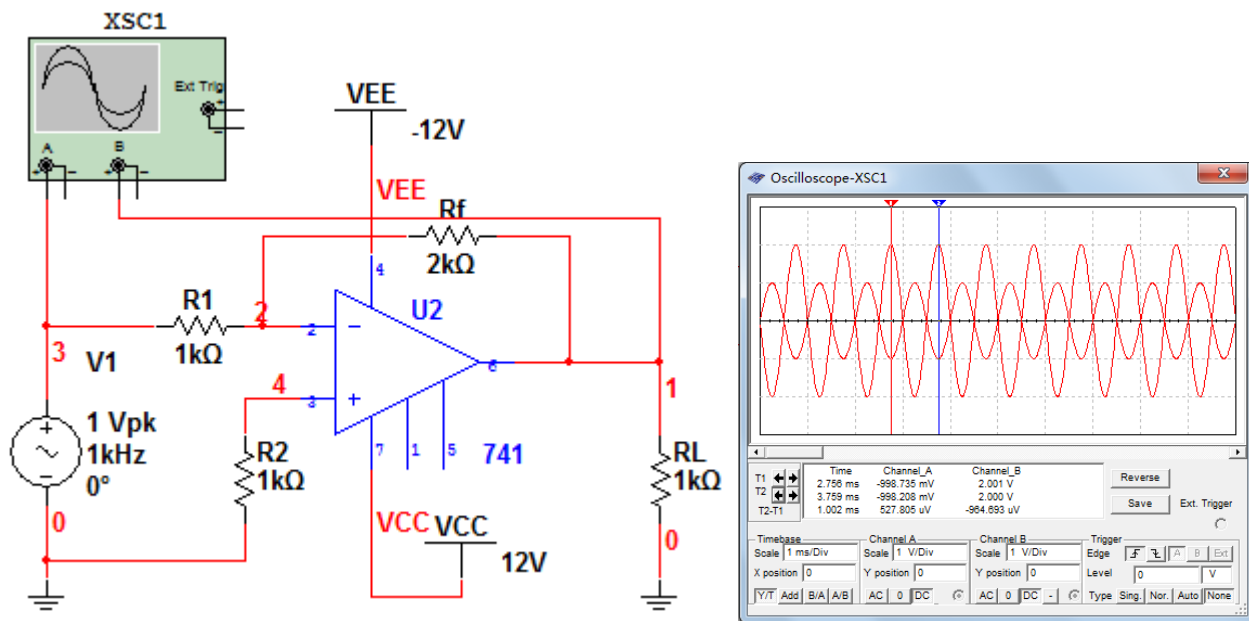 XSC1
Ext Trig
+
−
A
B
+ − + −
VEE
-12V
VEE
Rf
2kΩ
4
U2
R1
1kΩ
2
2
−
6
3
V1
4
3
+
1
1 Vpk
1kHz
0°
R2
1kΩ
7
1
5
741
RL
1kΩ
0
VCC
VCC
12V
0
Oscilloscope-XSC1
1 2
Time Channel_A Channel_B
T1 2.756 ms -998.735 mV 2.001 V
T2 3.759 ms -998.208 mV 2.000 V
T2-T1 1.002 ms 527.805 uV -964.693 uV
Reverse
Save
Ext. Trigger
Timebase Channel A Channel B Trigger
Scale 1 ms/Div Scale 1 V/Div Scale 1 V/Div Edge A B Ext
X position 0 Y position 0 Y position 0 Level 0 V
Y/T Add B/A A/B AC 0 DC AC 0 DC - Type Sing. Nor. Auto None